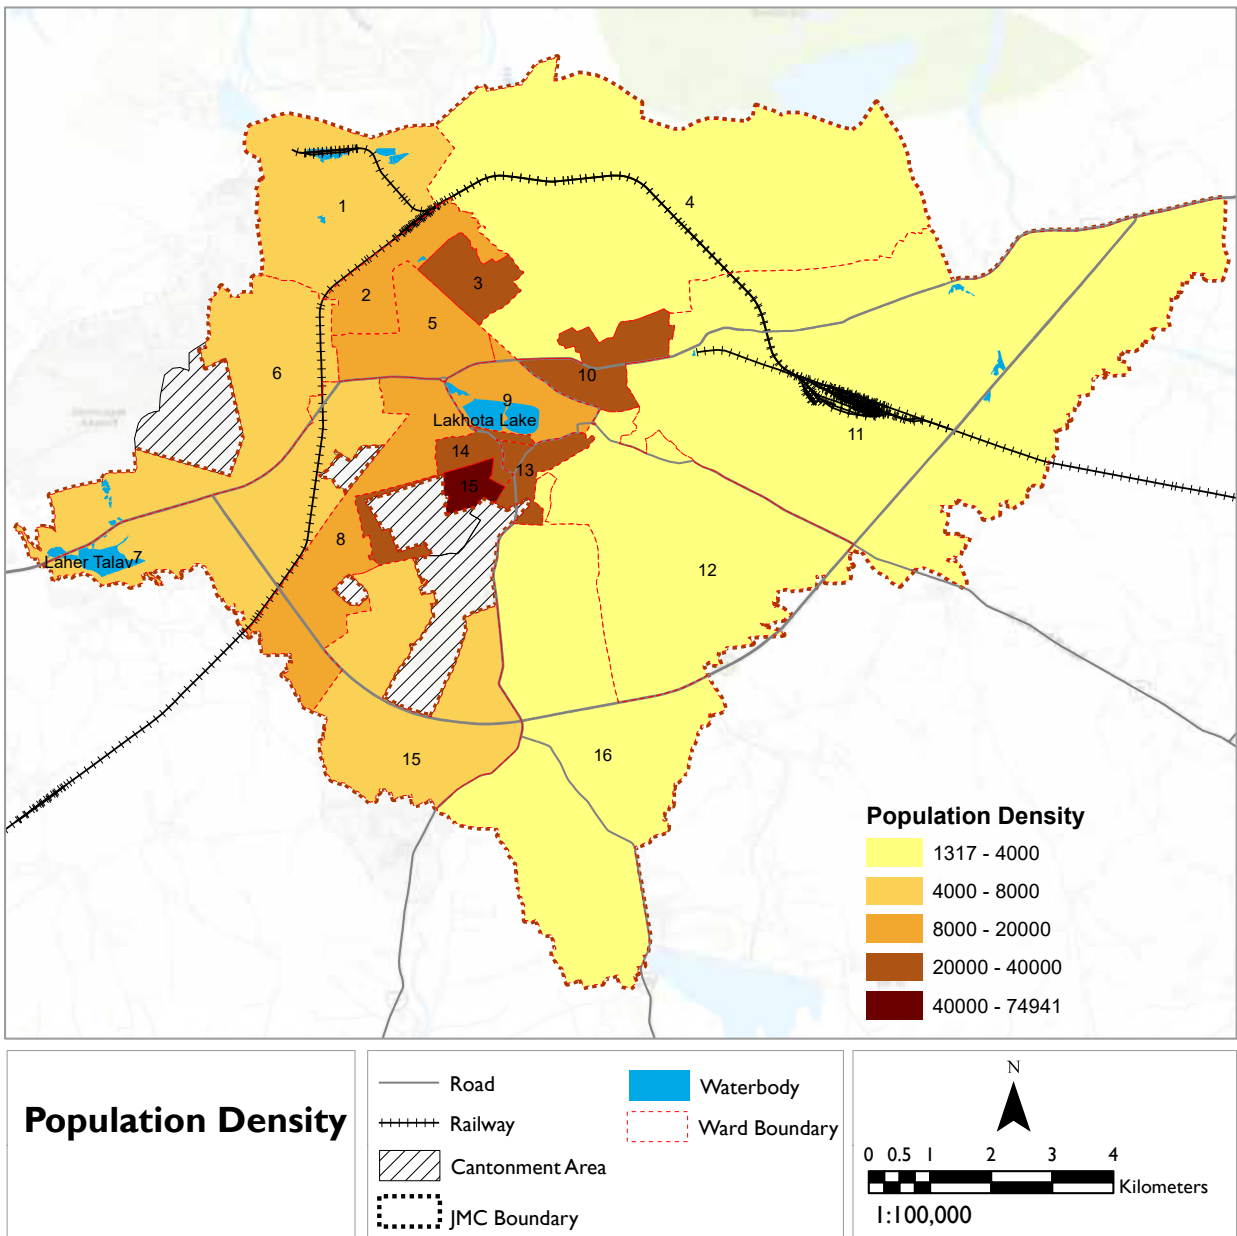 1
4
3
2
5
6
10
9
Lakhota Lake
11
14
13
15
8
Laher Talav
7
12
16
15
Population Density
1317 - 4000
4000 - 8000
8000 - 20000
20000 - 40000
40000 - 74941
Population Density
Road
Railway
Cantonment Area
JMC Boundary
Waterbody
Ward Boundary
N
0 0.5 1 2 3 4
Kilometers
1:100,000